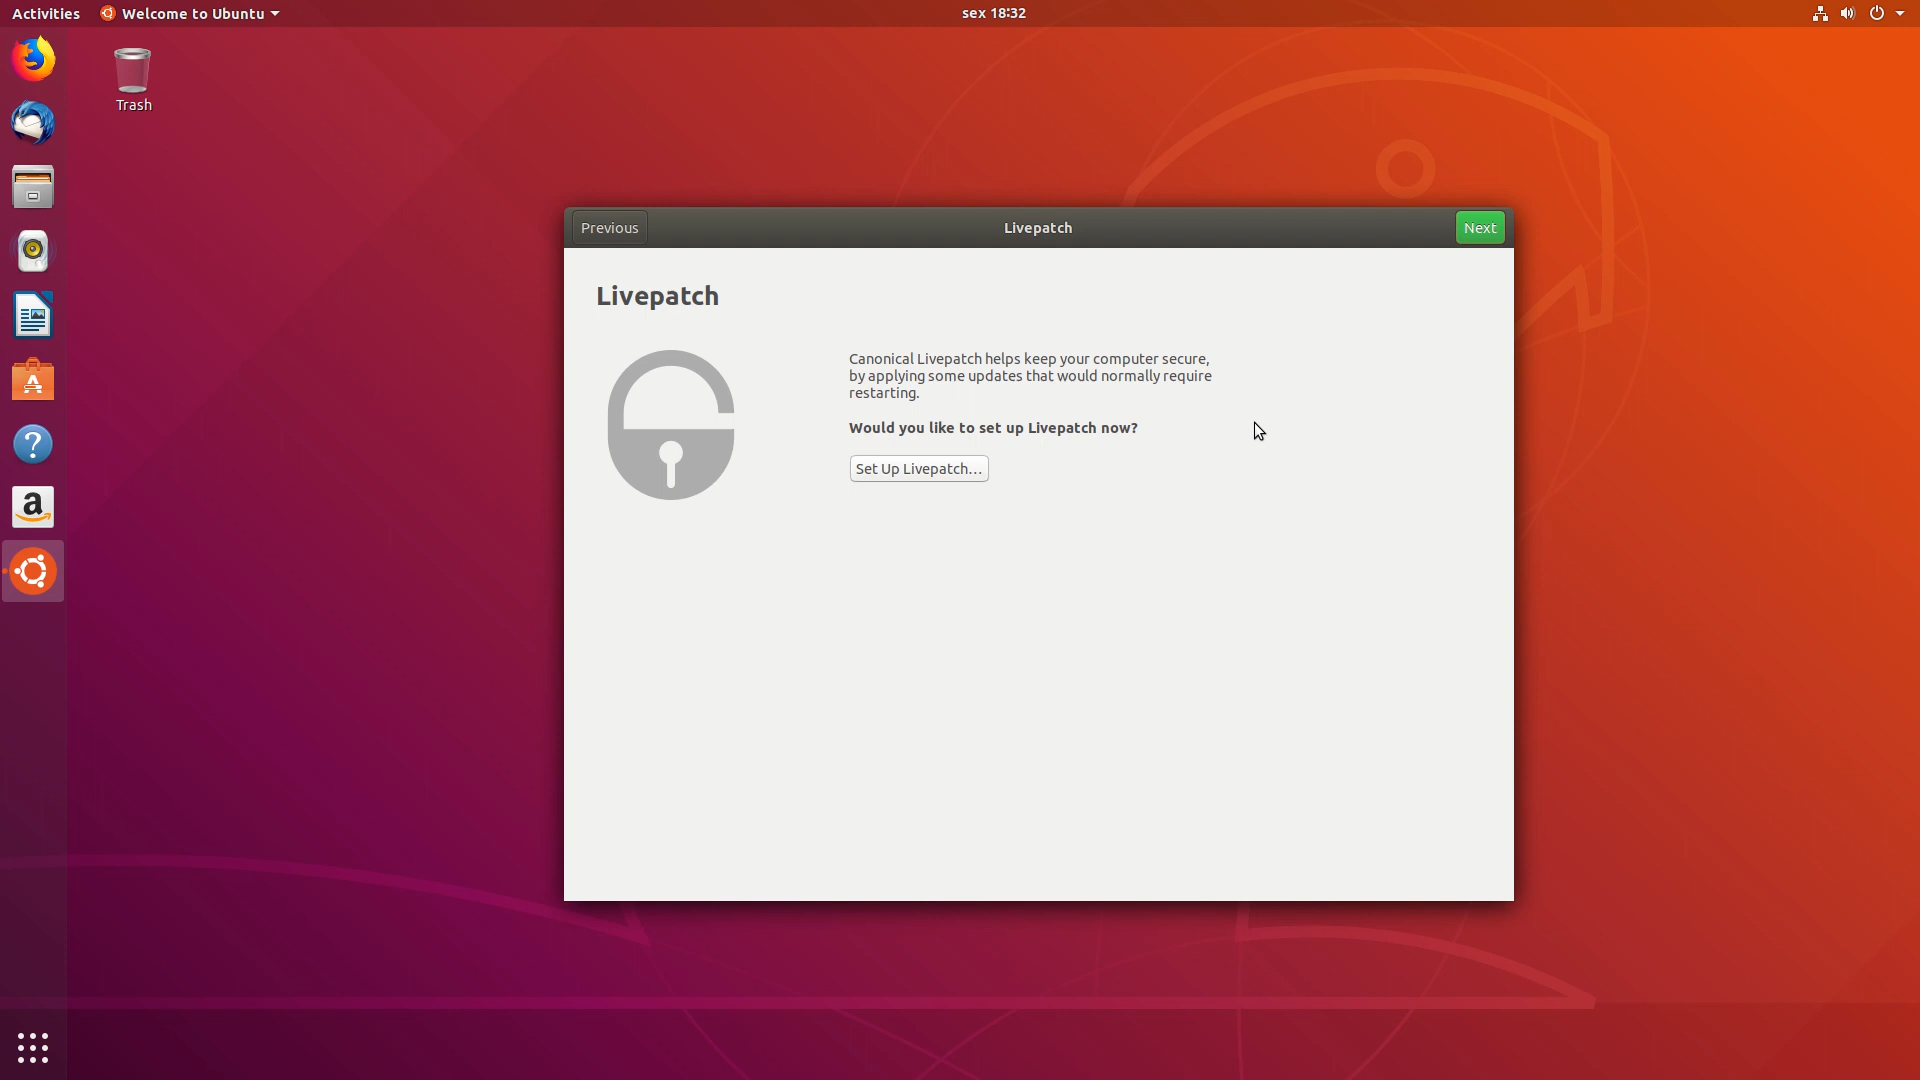 Activities
Welcome to Ubuntu
sex 18:32
Trash
Previous
Livepatch
Next
Livepatch
Canonical Livepatch helps keep your computer secure,
by applying some updates that would normally require
restarting.
Would you like to set up Livepatch now?
Set Up Livepatch…